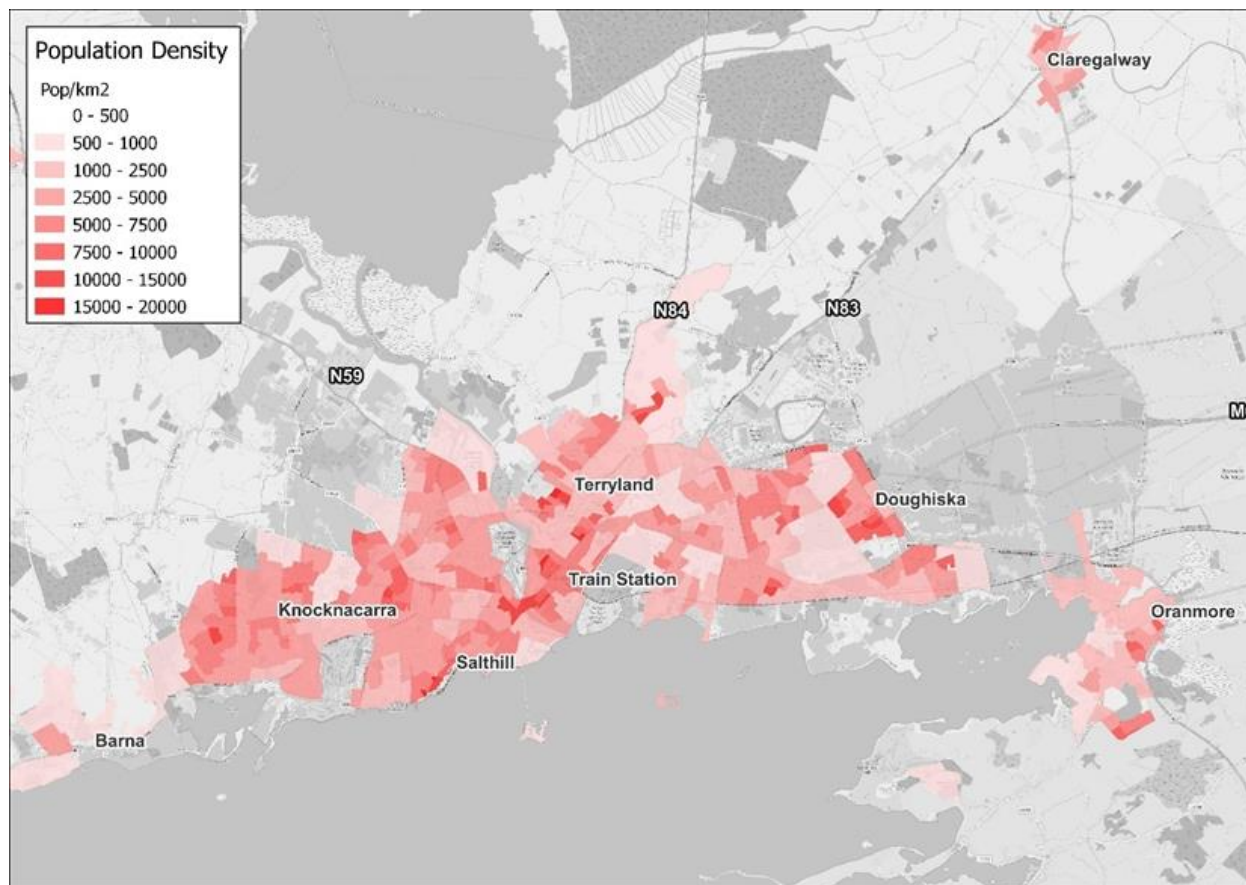 Population Density
Pop/km2
0 - 500
500 - 1000
1000 - 2500
2500 - 5000
5000 - 7500
7500 - 10000
10000 - 15000
15000 - 20000
Claregalway
N84
N83
N59
M
Terryland
Doughiska
Train Station
Knocknacarra
Oranmore
Salthill
Barna